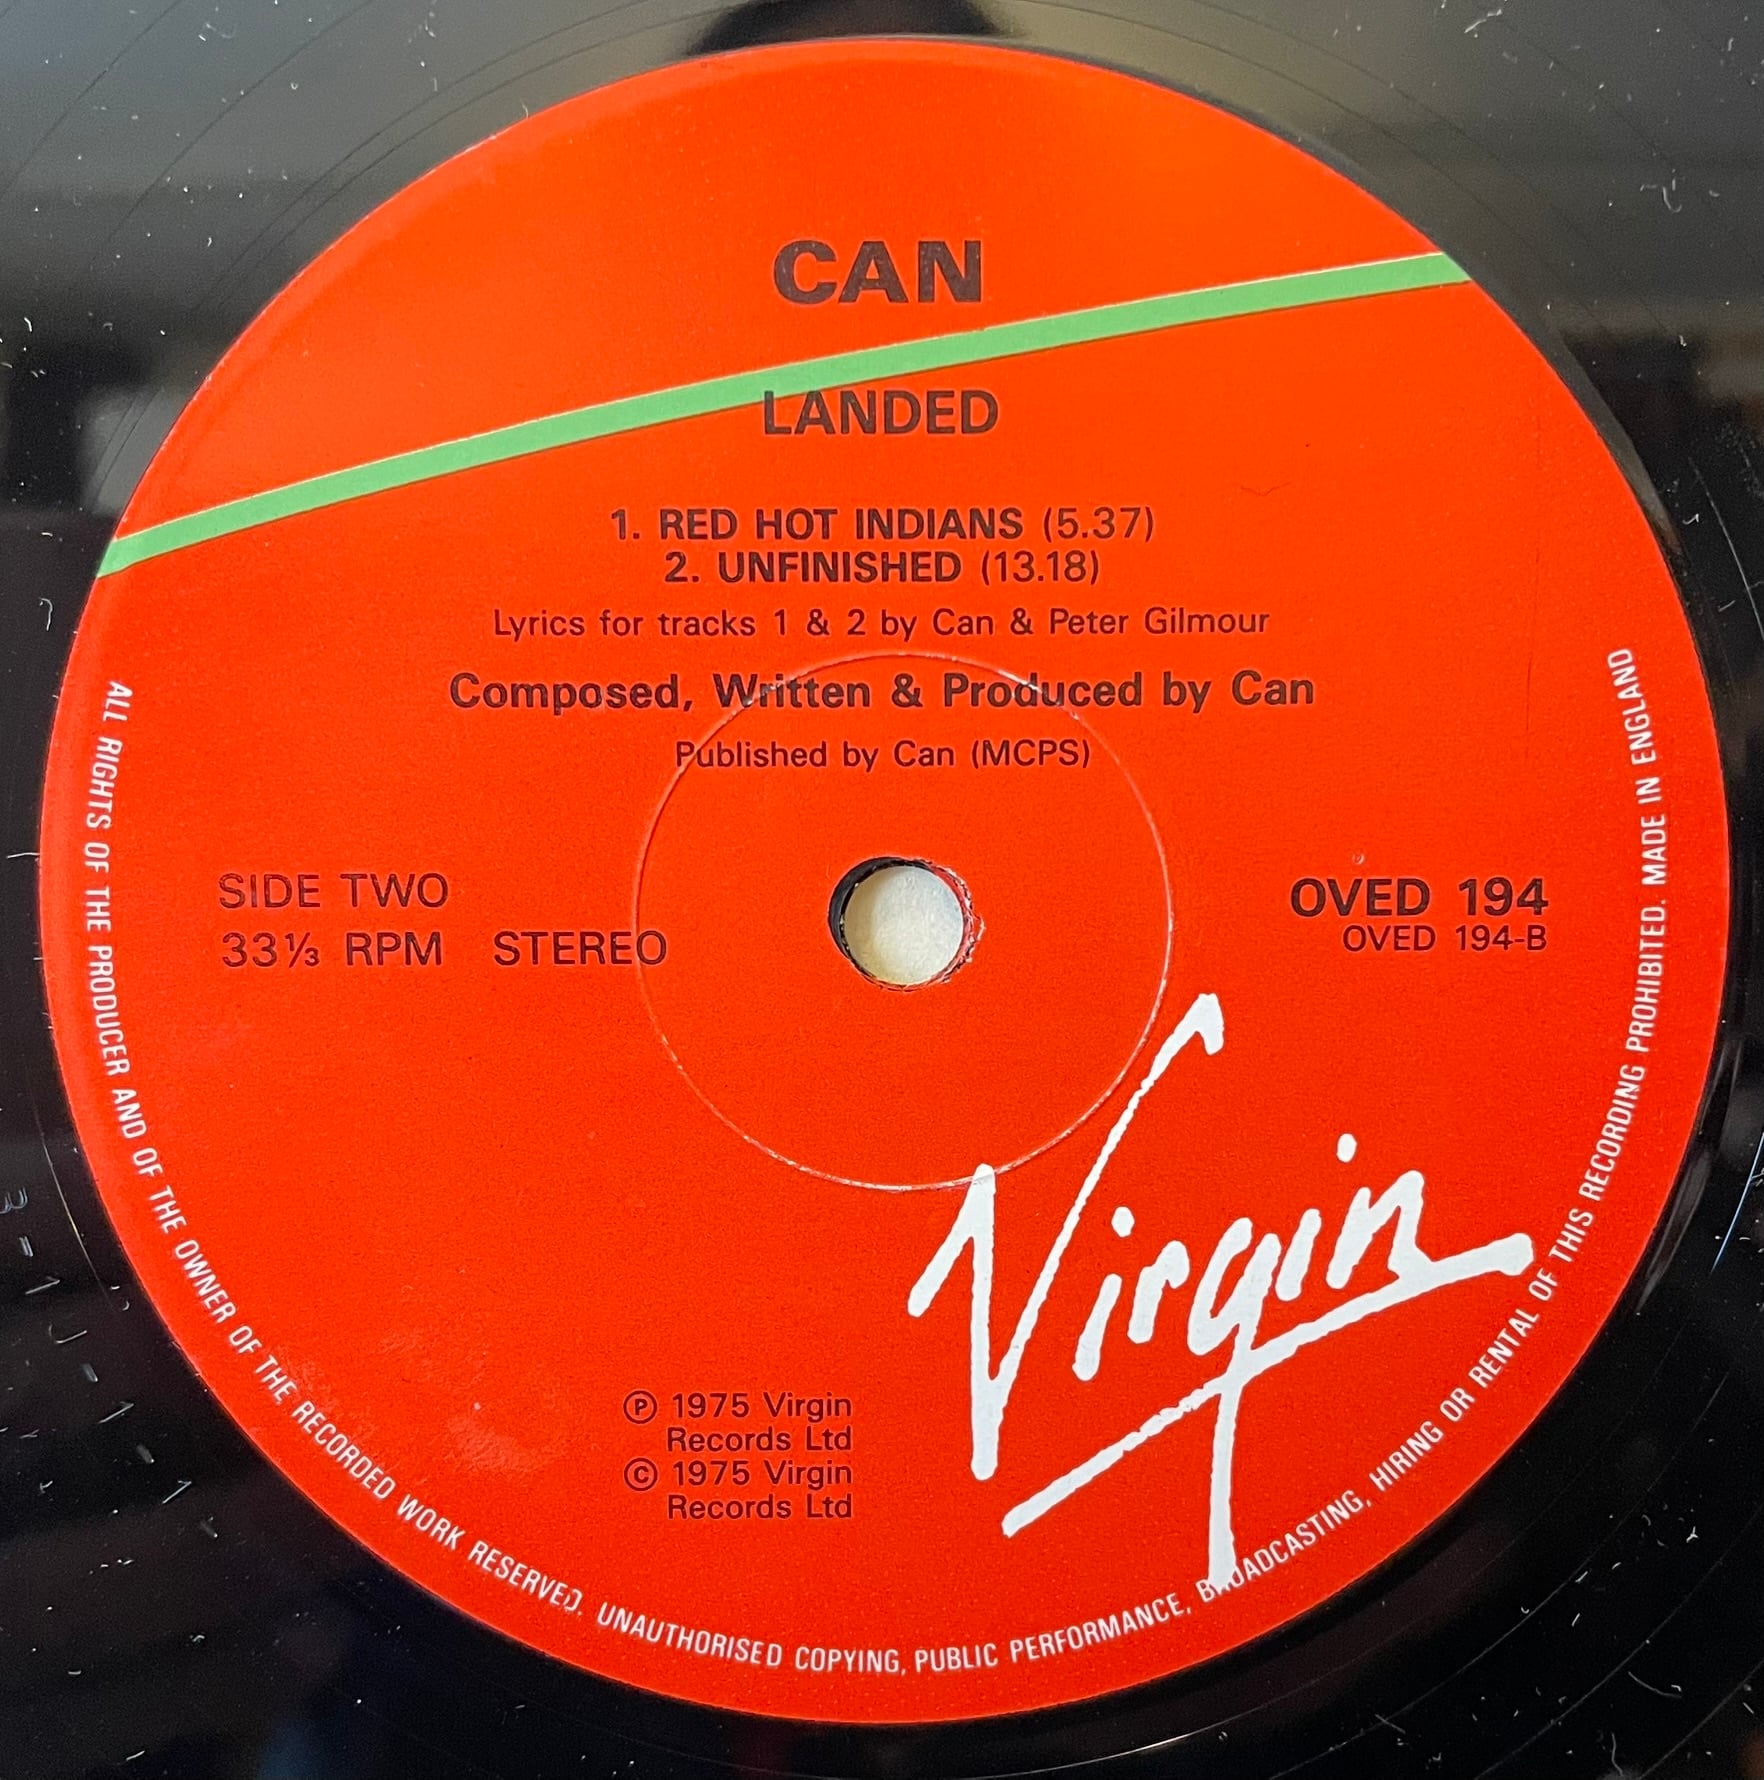 CAN
LANDED
1. RED HOT INDIANS (5.37)
2. UNFINISHED (13.18)
Lyrics for tracks 1 & 2 by Can & Peter Gilmour
Composed, Written & Produced by Can
Published by Can (MCPS)
SIDE TWO
33⅓ RPM STEREO
OVED 194
OVED 194-B
Virgin
Ⓟ 1975 Virgin
Records Ltd
© 1975 Virgin
Records Ltd
ALL RIGHTS OF THE PRODUCER AND OF THE OWNER OF THE RECORDED WORK RESERVED. UNAUTHORISED COPYING, PUBLIC PERFORMANCE, BROADCASTING, HIRING OR RENTAL OF THIS RECORDING PROHIBITED. MADE IN ENGLAND